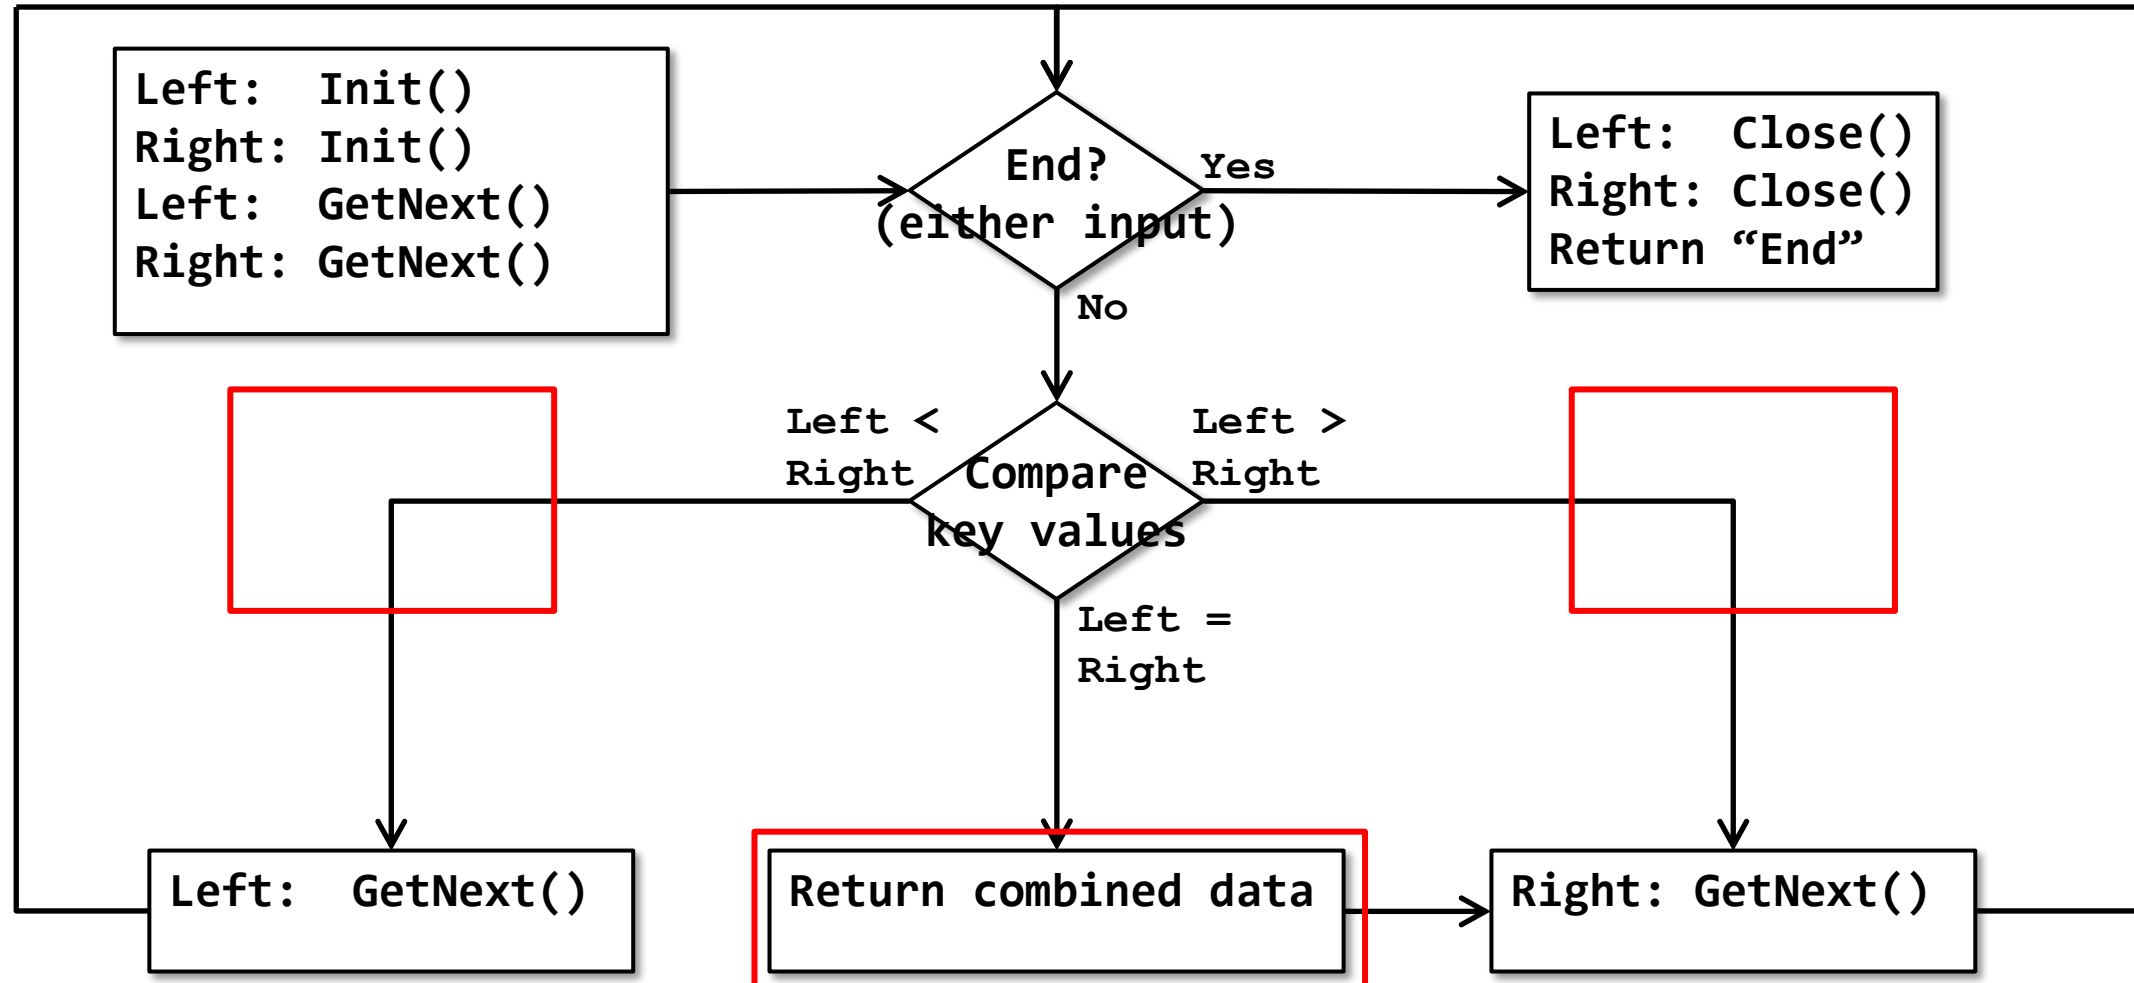 Left:  Init()
Right: Init()
Left:  GetNext()
Right: GetNext()
End?
(either input)
Yes
Left:  Close()
Right: Close()
Return “End”
No
Left <
Right
Compare
key values
Left >
Right
Left =
Right
Left:  GetNext()
Return combined data
Right: GetNext()